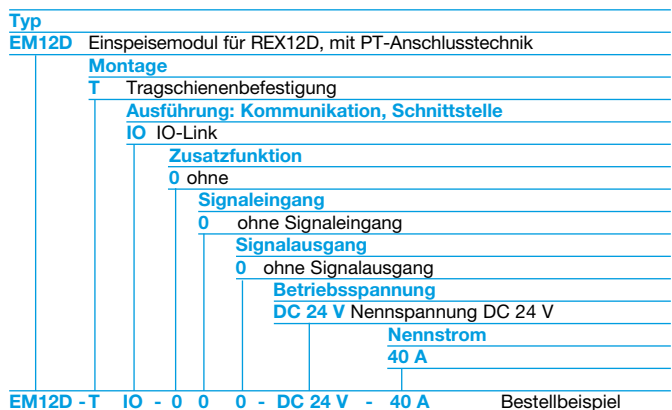 Typ
EM12D Einspeisemodul für REX12D, mit PT-Anschlusstechnik
Montage
T Tragschienenbefestigung
Ausführung: Kommunikation, Schnittstelle
IO IO-Link
Zusatzfunktion
0 ohne
Signaleingang
0 ohne Signaleingang
Signalausgang
0 ohne Signalausgang
Betriebsspannung
DC 24 V Nennspannung DC 24 V
Nennstrom
40 A
EM12D - T IO - 0 0 0 - DC 24 V - 40 A Bestellbeispiel